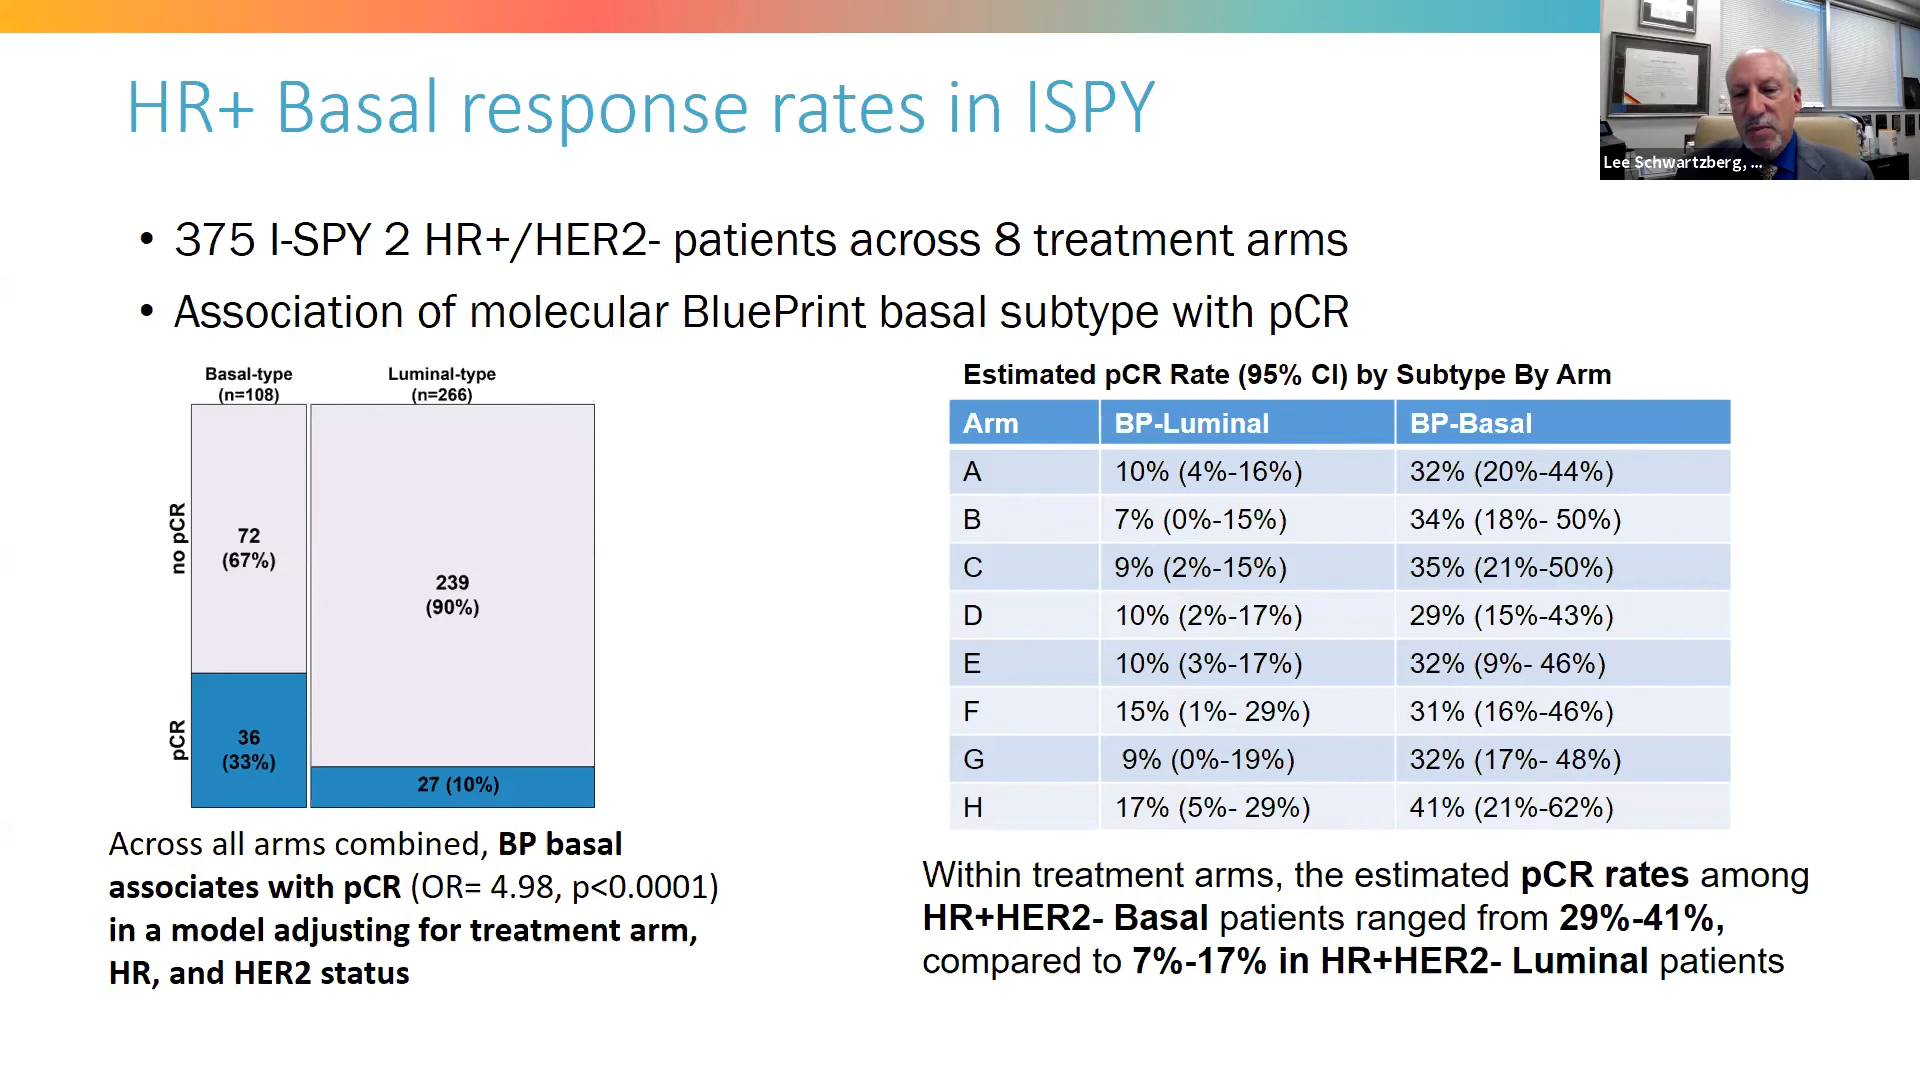 HR+ Basal response rates in ISPY
Lee Schwartzberg, ...
• 375 I-SPY 2 HR+/HER2- patients across 8 treatment arms
• Association of molecular BluePrint basal subtype with pCR
Basal-type
(n=108)
Luminal-type
(n=266)
no pCR
72
(67%)
239
(90%)
pCR
36
(33%)
27 (10%)
Across all arms combined, BP basal
associates with pCR (OR= 4.98, p<0.0001)
in a model adjusting for treatment arm,
HR, and HER2 status
Estimated pCR Rate (95% CI) by Subtype By Arm
Arm BP-Luminal BP-Basal
A 10% (4%-16%) 32% (20%-44%)
B 7% (0%-15%) 34% (18%- 50%)
C 9% (2%-15%) 35% (21%-50%)
D 10% (2%-17%) 29% (15%-43%)
E 10% (3%-17%) 32% (9%- 46%)
F 15% (1%- 29%) 31% (16%-46%)
G 9% (0%-19%) 32% (17%- 48%)
H 17% (5%- 29%) 41% (21%-62%)
Within treatment arms, the estimated pCR rates among
HR+HER2- Basal patients ranged from 29%-41%,
compared to 7%-17% in HR+HER2- Luminal patients